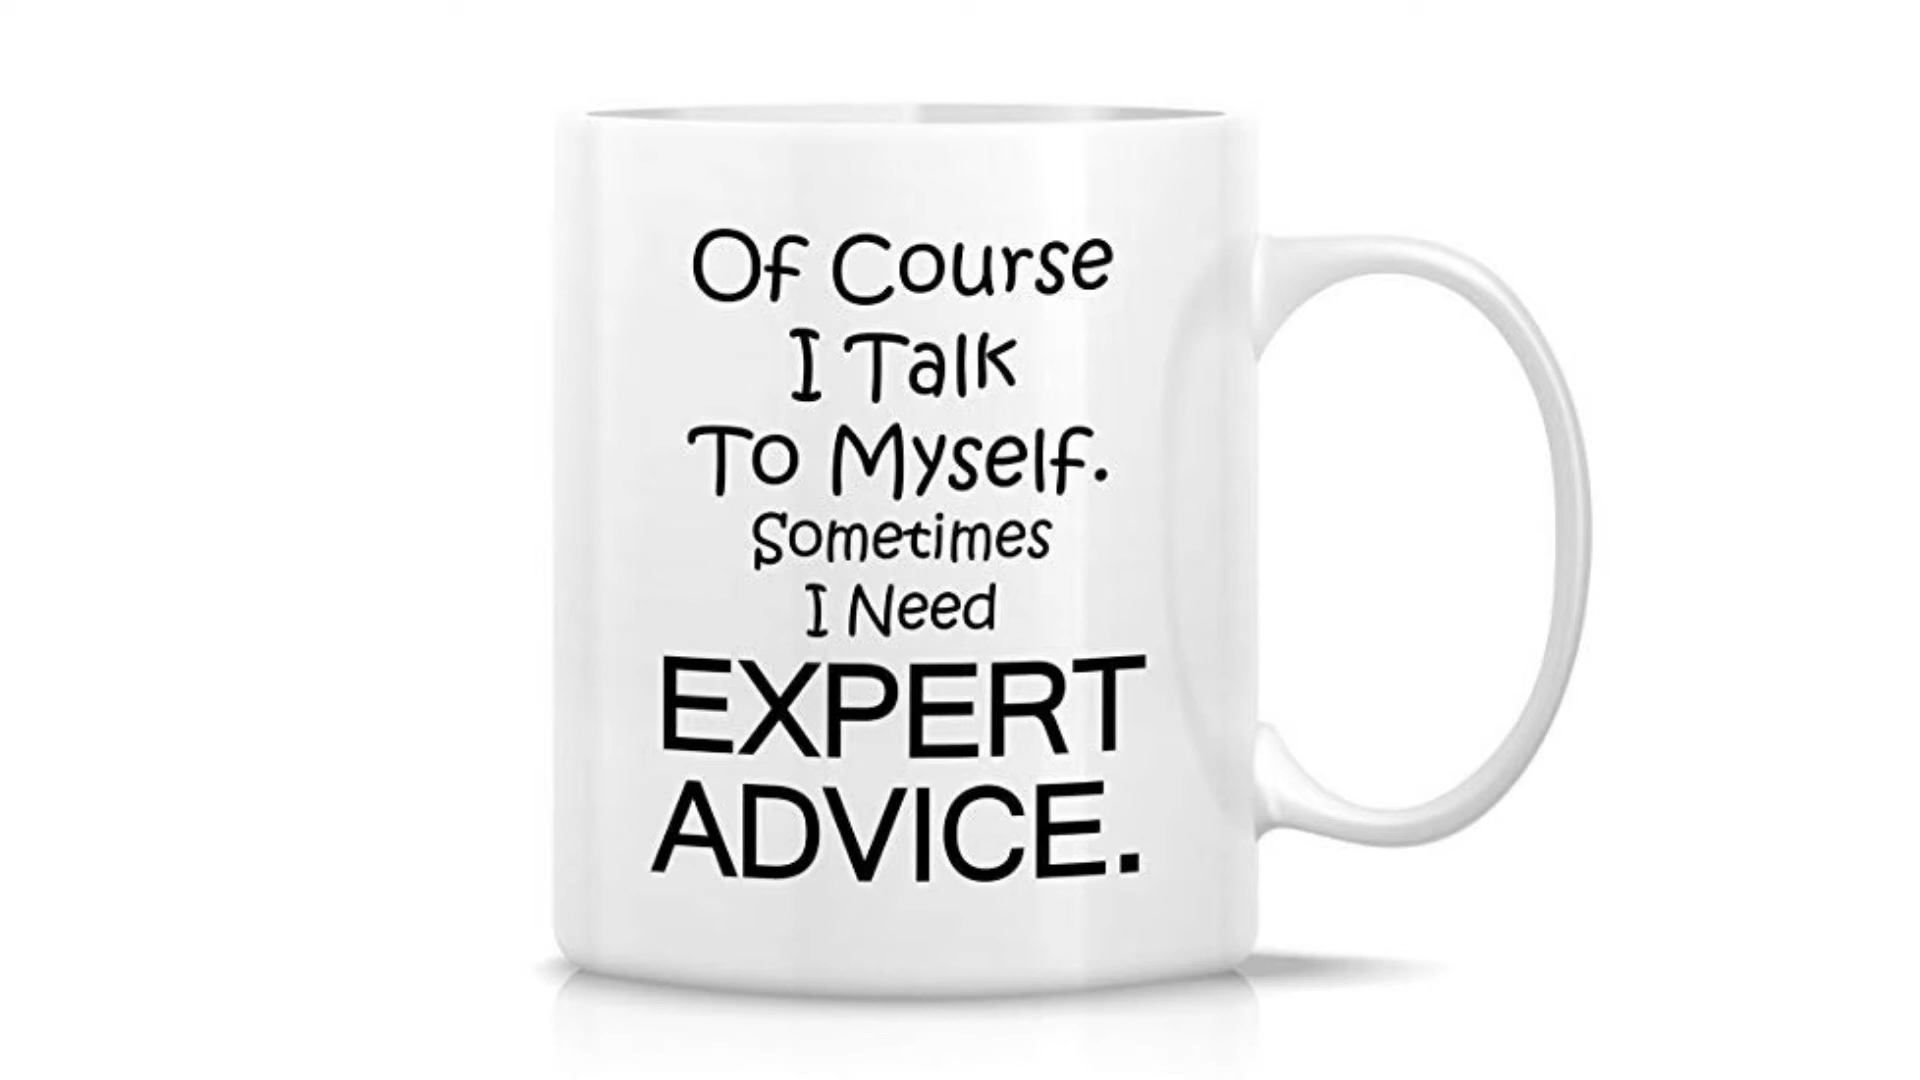 Of Course
I Talk
To Myself.
Sometimes
I Need
EXPERT
ADVICE.